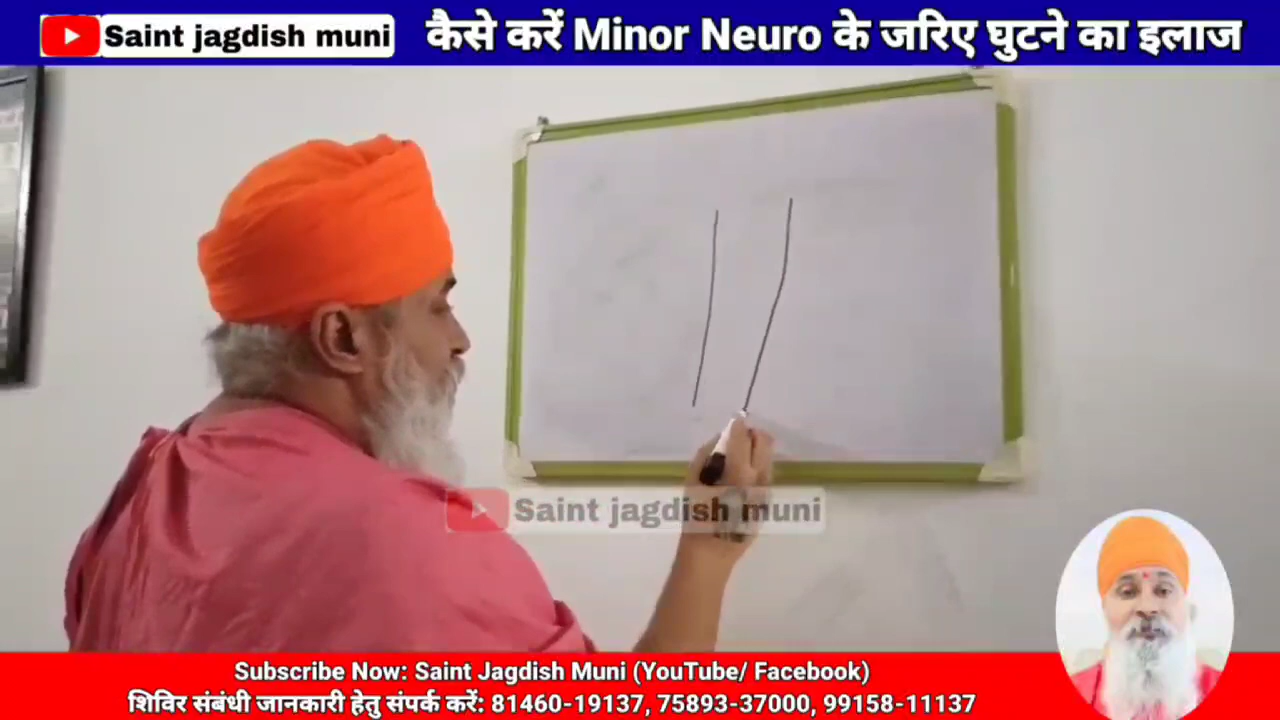 Saint jagdish muni
कैसे करें Minor Neuro के जरिए घुटने का इलाज
Saint jagdish muni
Subscribe Now: Saint Jagdish Muni (YouTube/ Facebook)
शिविर संबंधी जानकारी हेतु संपर्क करें: 81460-19137, 75893-37000, 99158-11137